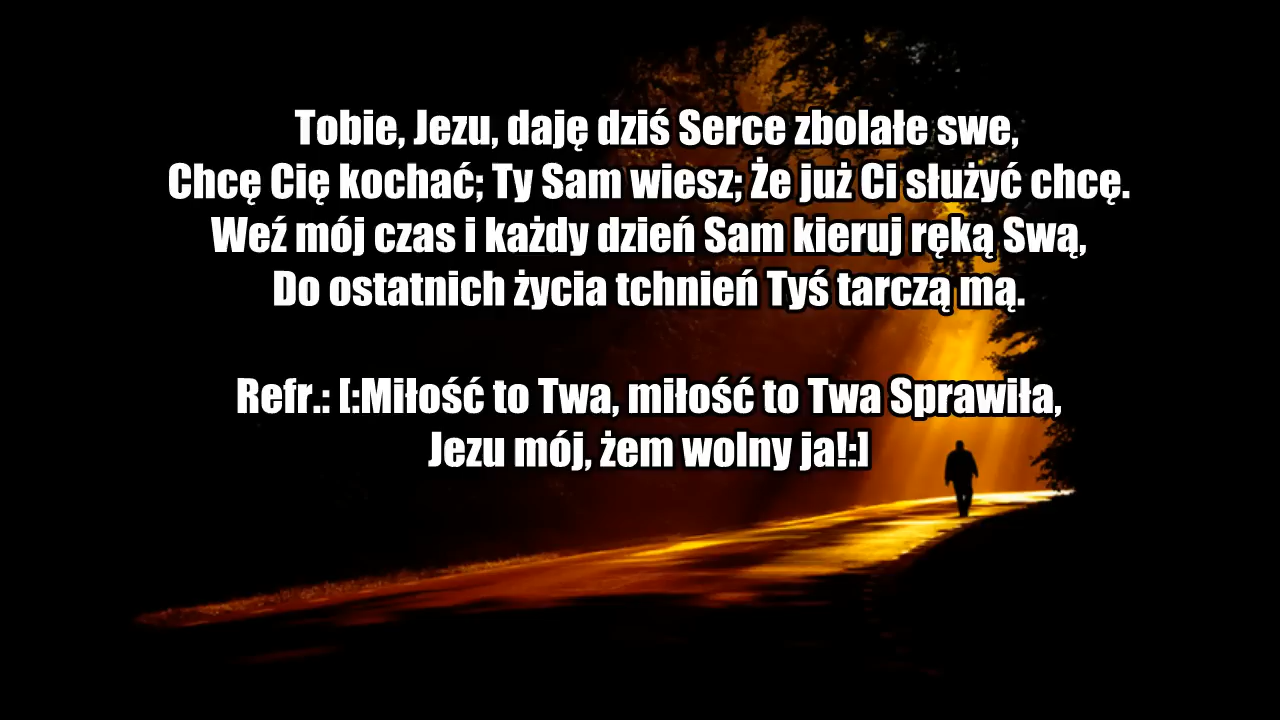 Tobie, Jezu, daję dziś Serce zbolałe swe,
Chcę Cię kochać; Ty Sam wiesz; Że już Ci służyć chcę.
Weź mój czas i każdy dzień Sam kieruj ręką Swą,
Do ostatnich życia tchnień Tyś tarczą mą.
Refr.: [:Miłość to Twa, miłość to Twa Sprawiła,
Jezu mój, żem wolny ja!:]